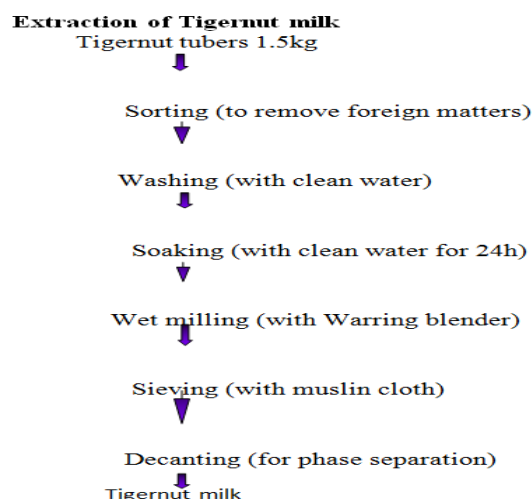 Extraction of Tigernut milk
Tigernut tubers 1.5kg
Sorting (to remove foreign matters)
Washing (with clean water)
Soaking (with clean water for 24h)
Wet milling (with Warring blender)
Sieving (with muslin cloth)
Decanting (for phase separation)
Tigernut milk